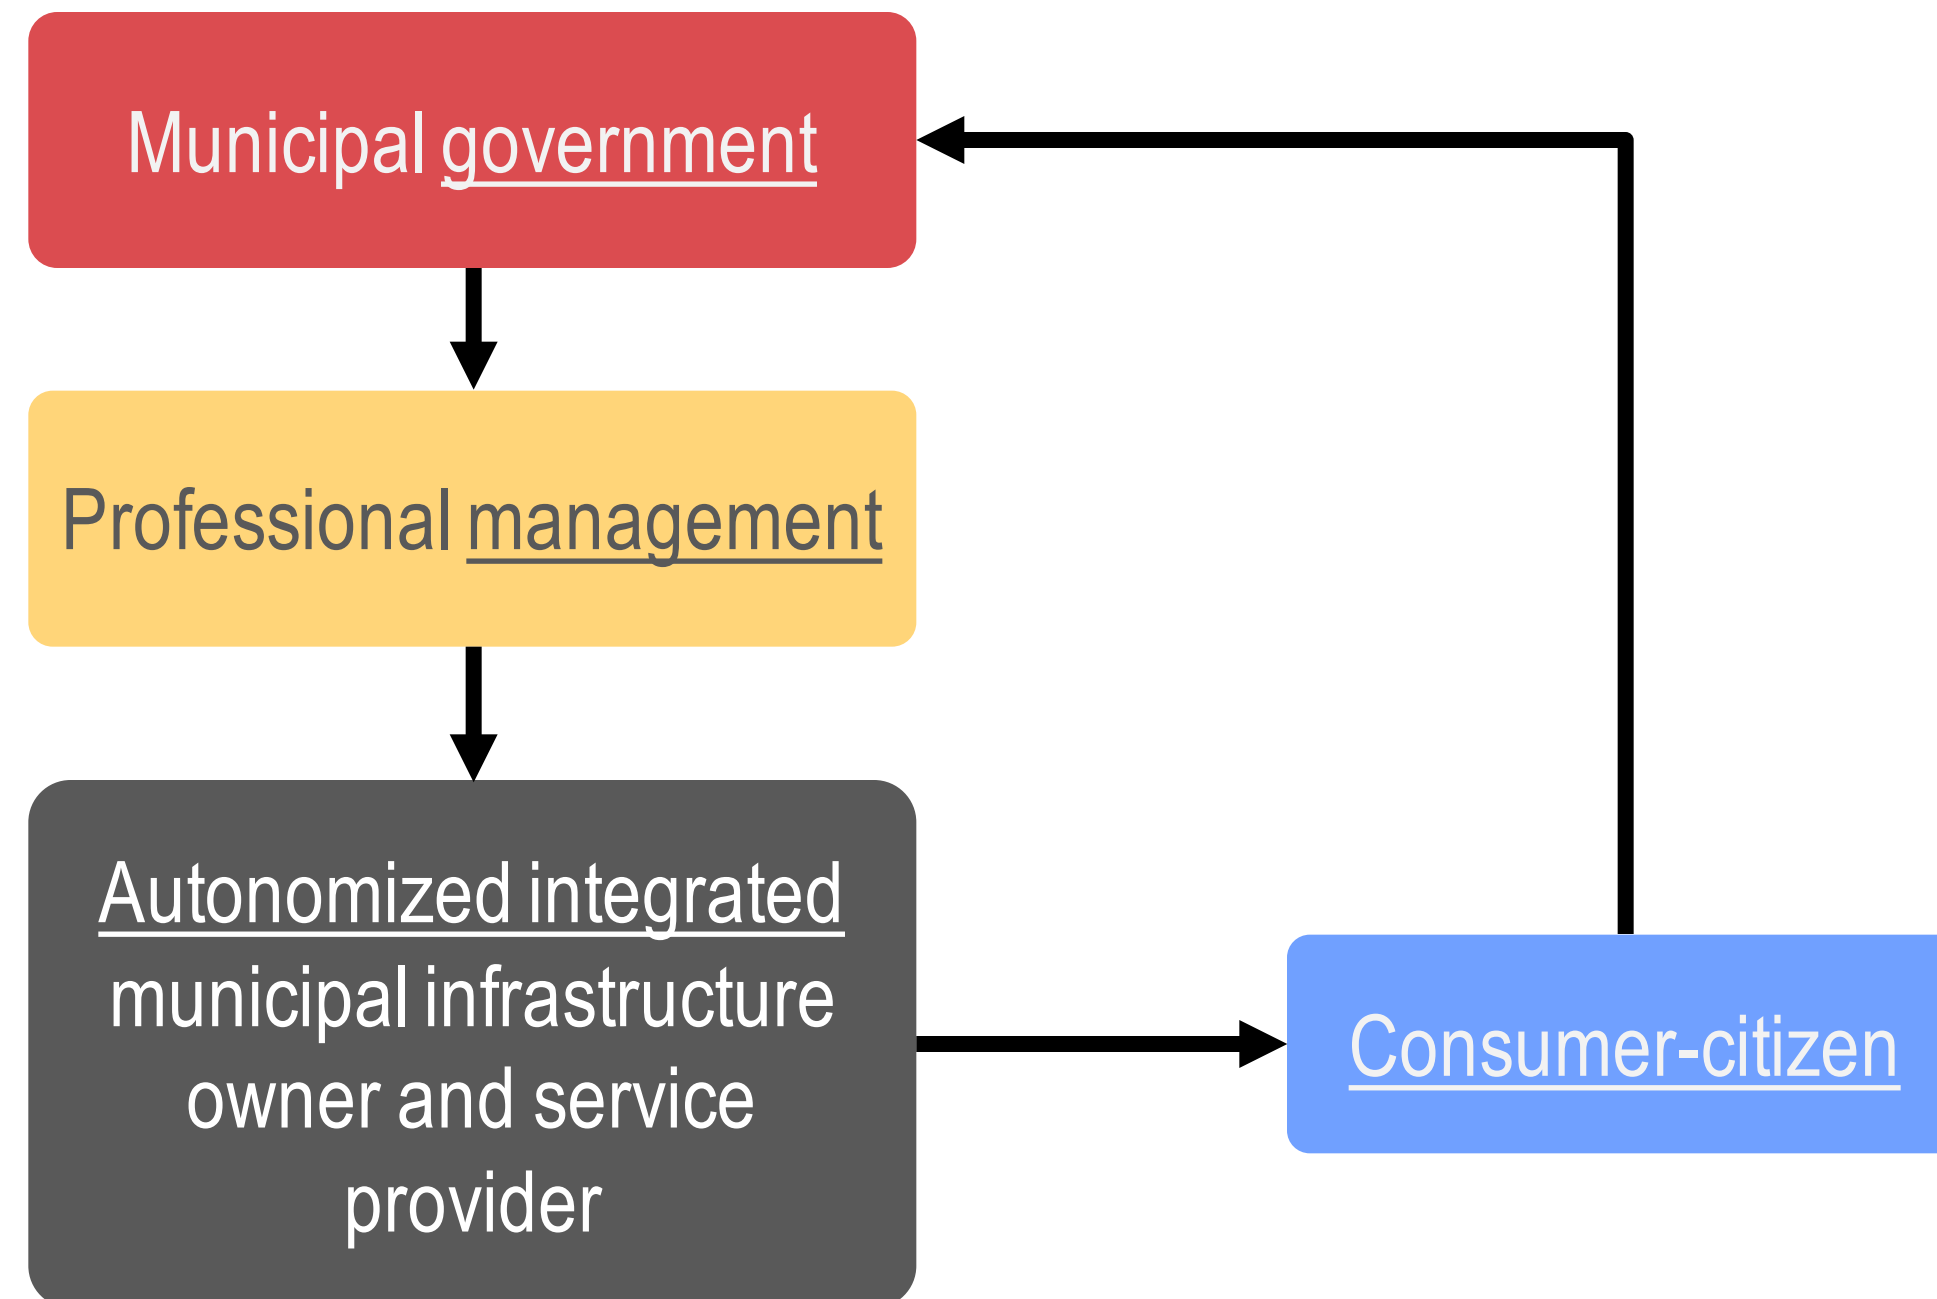 Municipal government
Professional management
Autonomized integrated
municipal infrastructure
owner and service
provider
Consumer-citizen